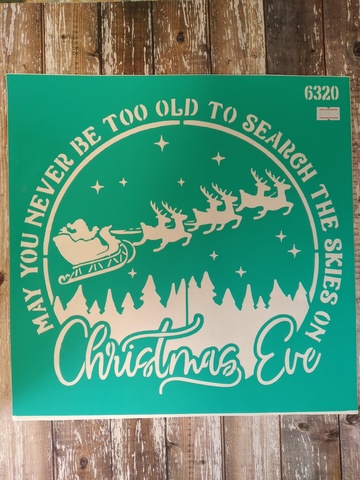 6320
MAY YOU NEVER BE TOO OLD TO SEARCH THE SKIES ON
Christmas Eve